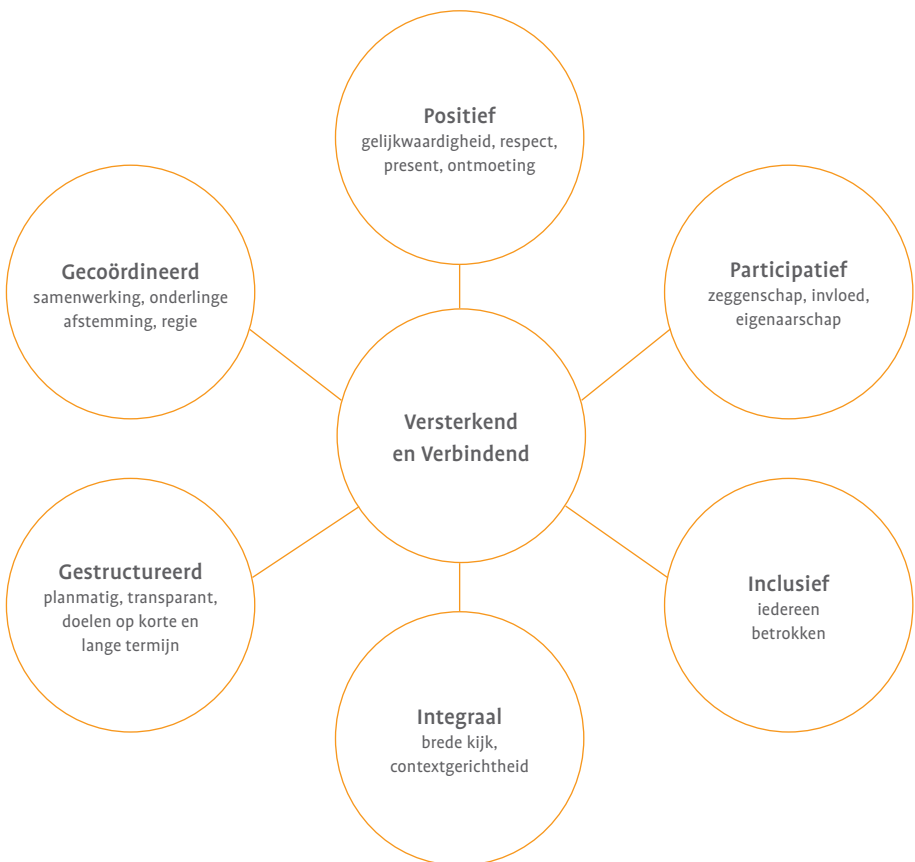 Positief
gelijkwaardigheid, respect,
present, ontmoeting
Gecoördineerd
samenwerking, onderlinge
afstemming, regie
Participatief
zeggenschap, invloed,
eigenaarschap
Versterkend
en Verbindend
Gestructureerd
planmatig, transparant,
doelen op korte en
lange termijn
Inclusief
iedereen
betrokken
Integraal
brede kijk,
contextgerichtheid